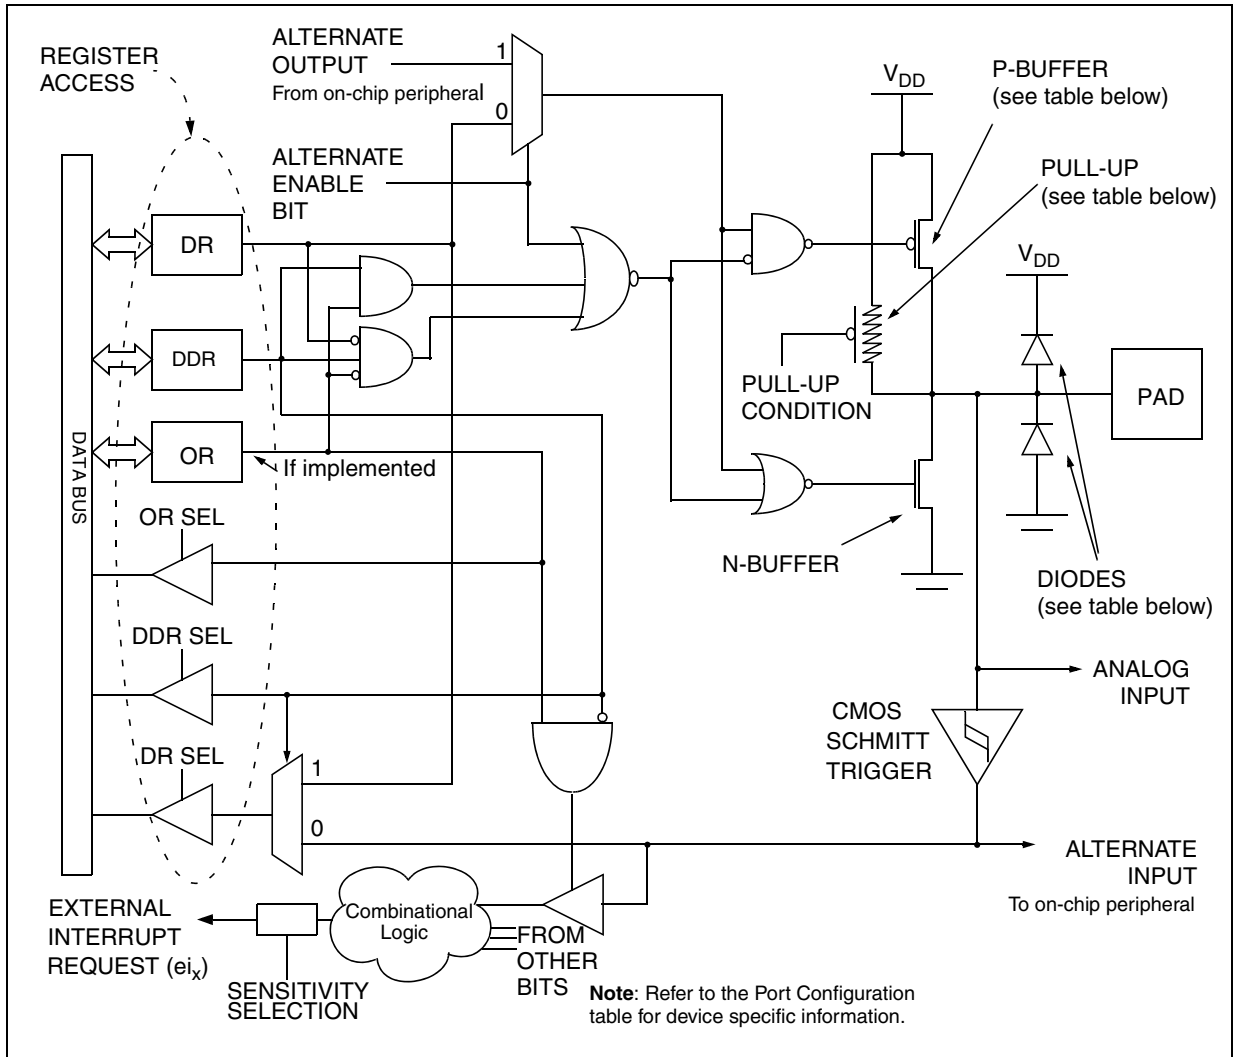 REGISTER
ACCESS
ALTERNATE
OUTPUT
From on-chip peripheral
1
0
ALTERNATE
ENABLE
BIT
VDD
P-BUFFER
(see table below)
PULL-UP
(see table below)
VDD
DR
DDR
OR
If implemented
DATA BUS
PULL-UP
CONDITION
PAD
OR SEL
DDR SEL
DR SEL
1
0
N-BUFFER
DIODES
(see table below)
ANALOG
INPUT
CMOS
SCHMITT
TRIGGER
ALTERNATE
INPUT
To on-chip peripheral
EXTERNAL
INTERRUPT
REQUEST (eix)
Combinational
Logic
SENSITIVITY
SELECTION
FROM
OTHER
BITS
Note: Refer to the Port Configuration
table for device specific information.